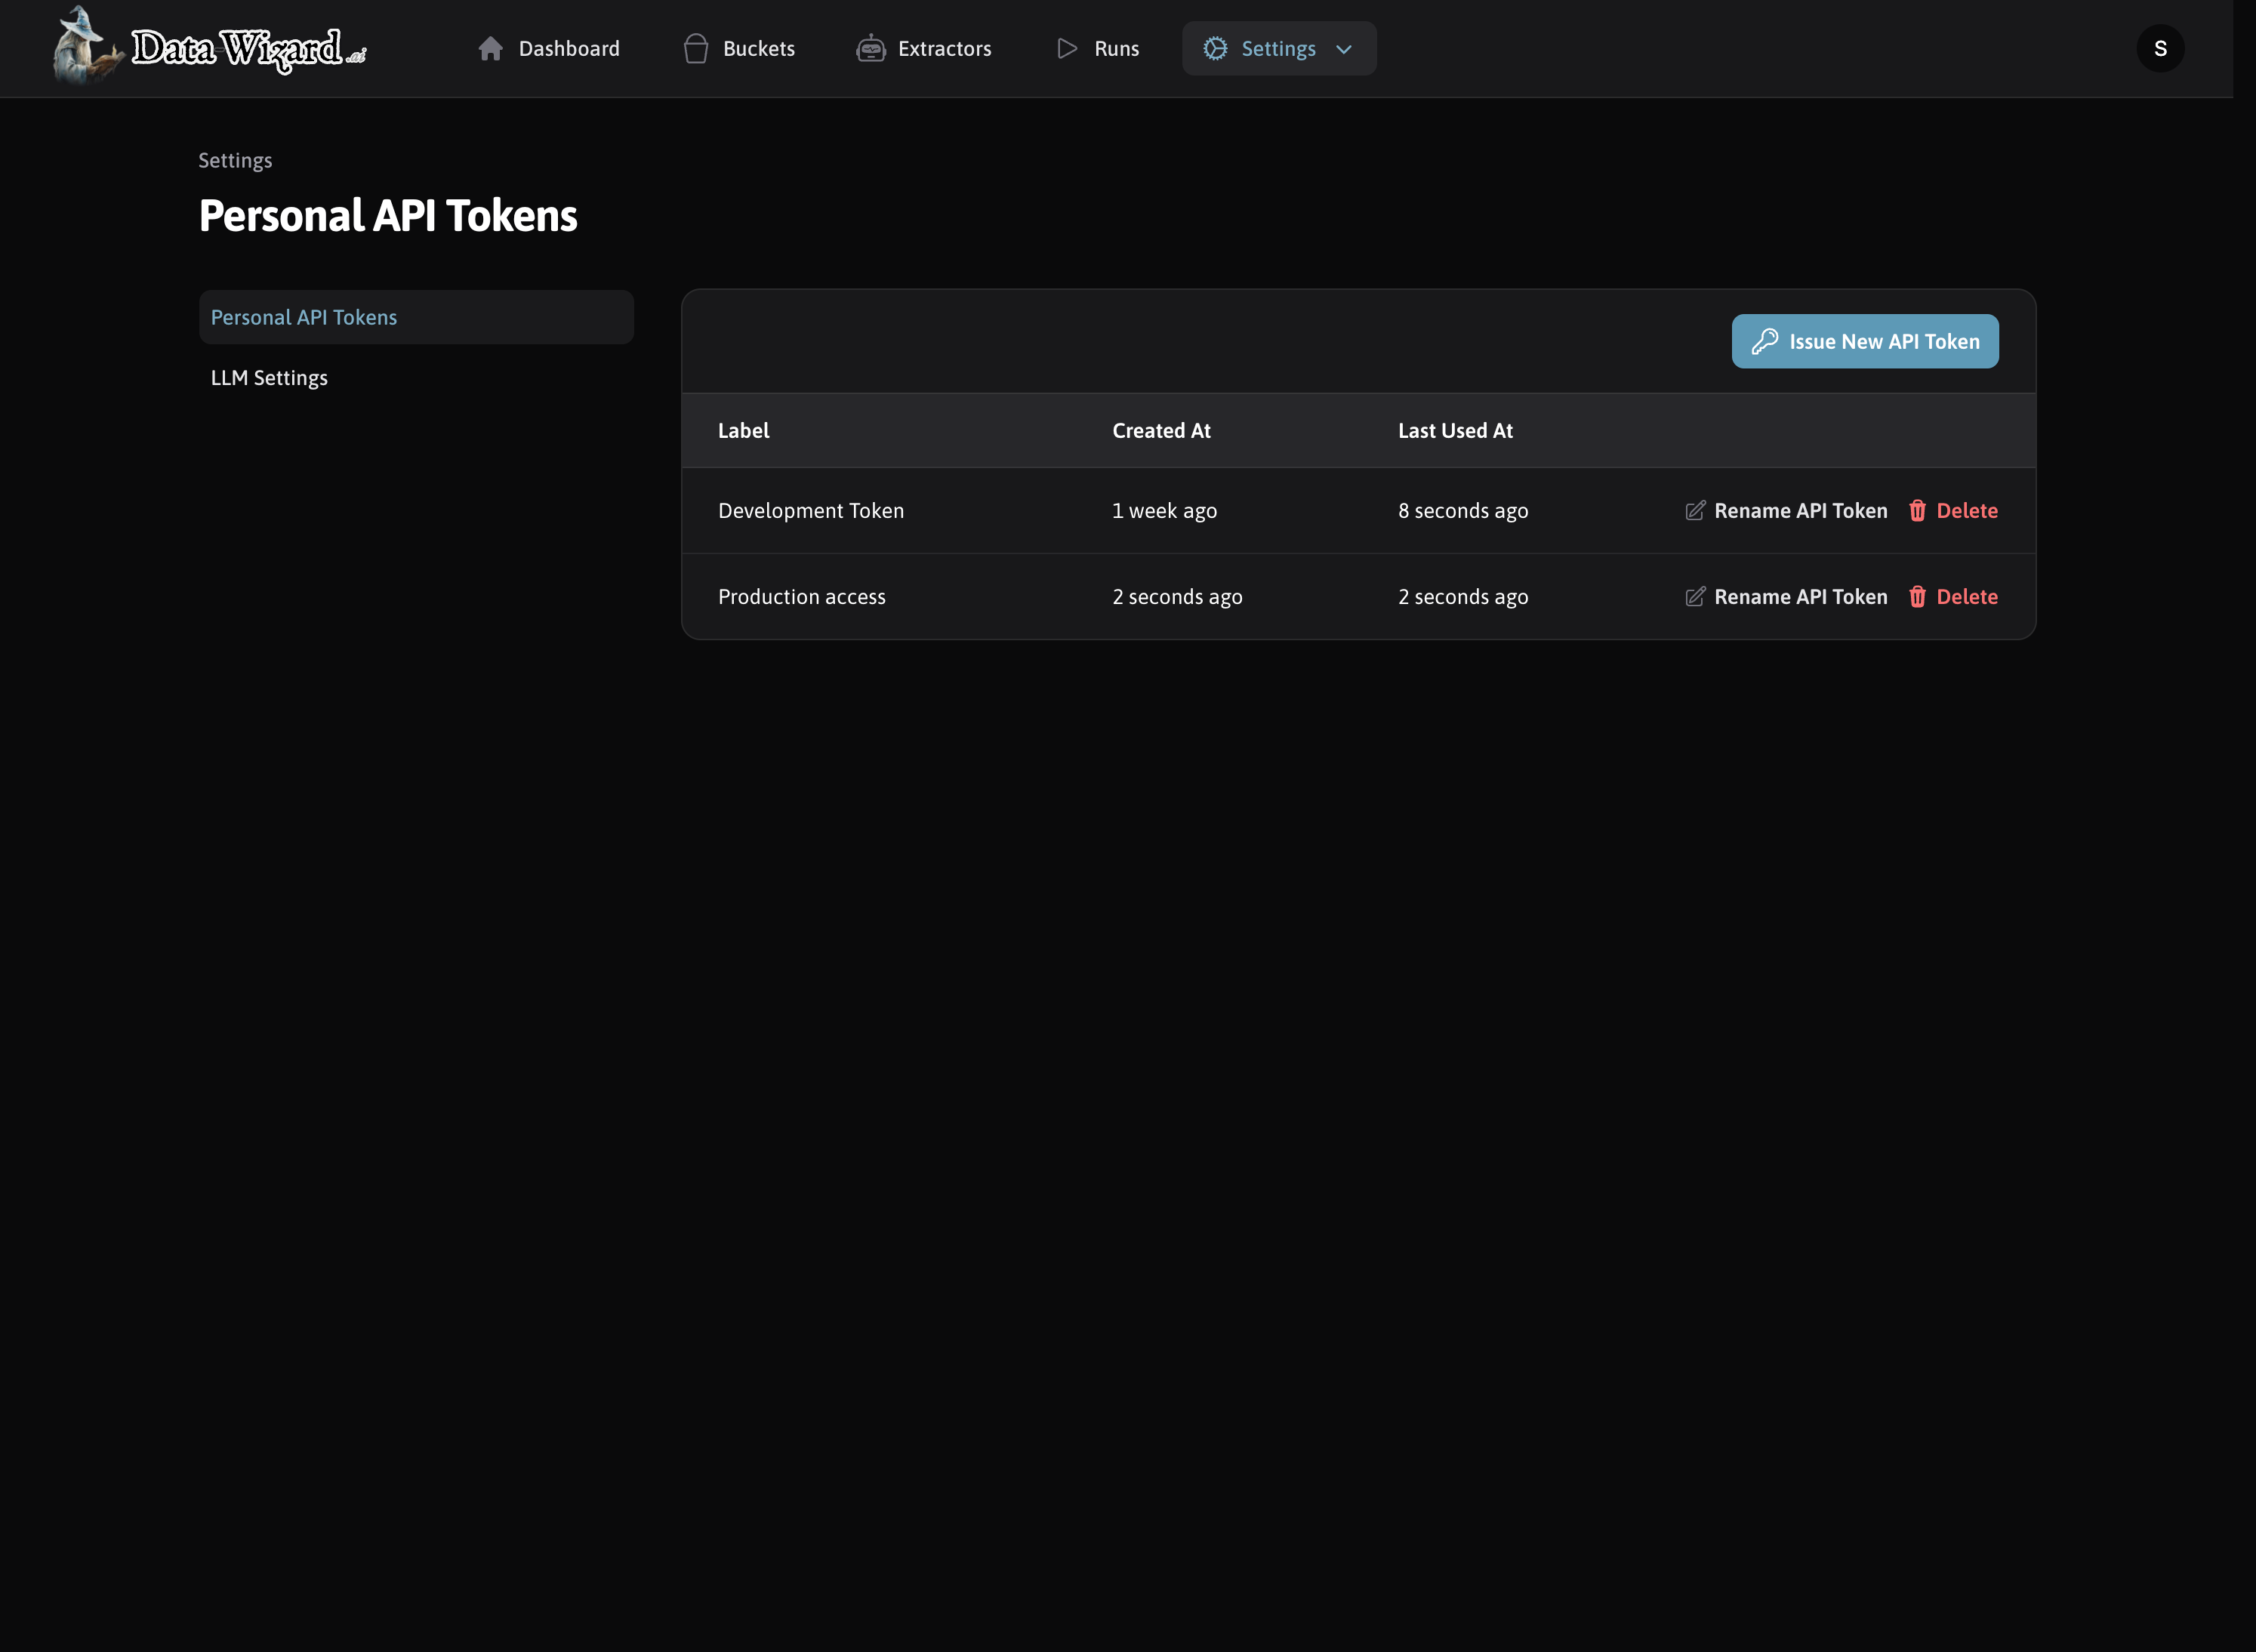 Data Wizard.ai Dashboard Buckets Extractors Runs Settings S
Settings
Personal API Tokens
Personal API Tokens
LLM Settings
Issue New API Token
Label Created At Last Used At
Development Token 1 week ago 8 seconds ago Rename API Token Delete
Production access 2 seconds ago 2 seconds ago Rename API Token Delete